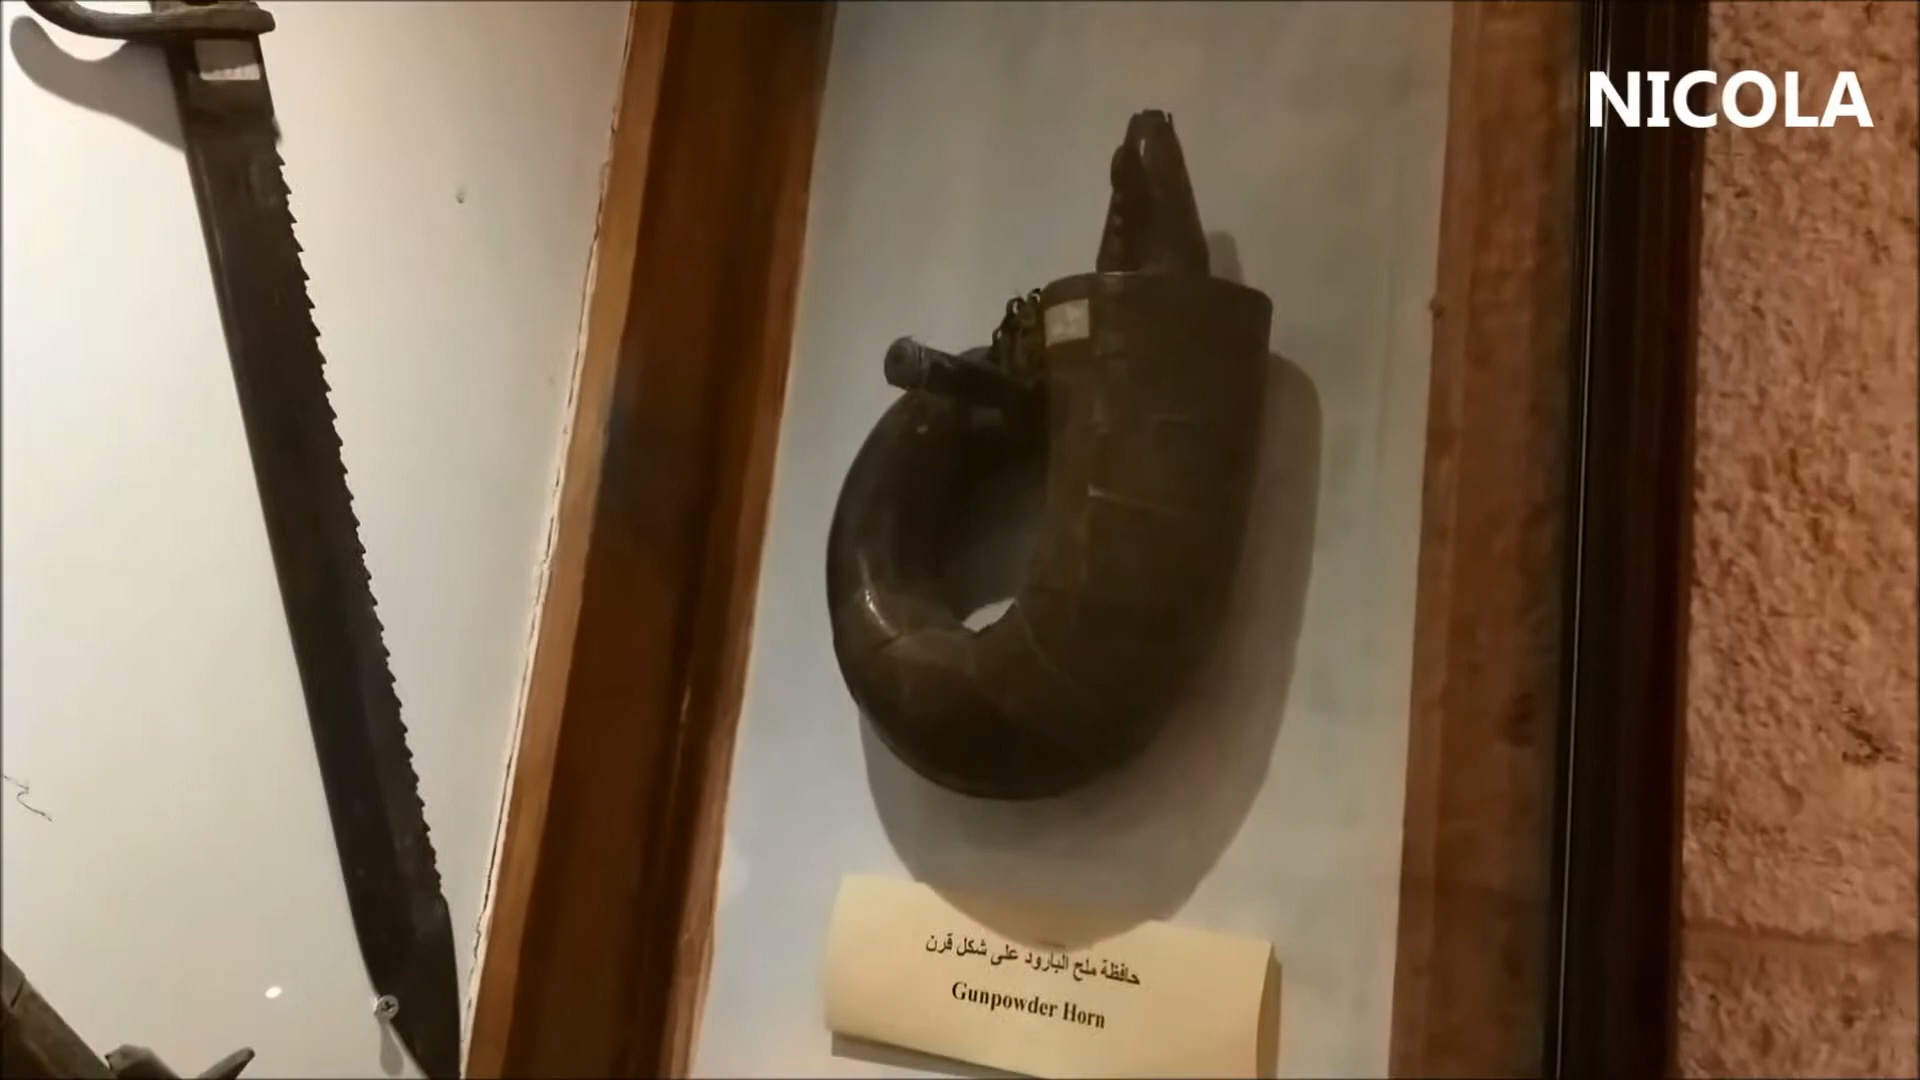 NICOLA
حافظة ملح البارود على شكل قرن
Gunpowder Horn